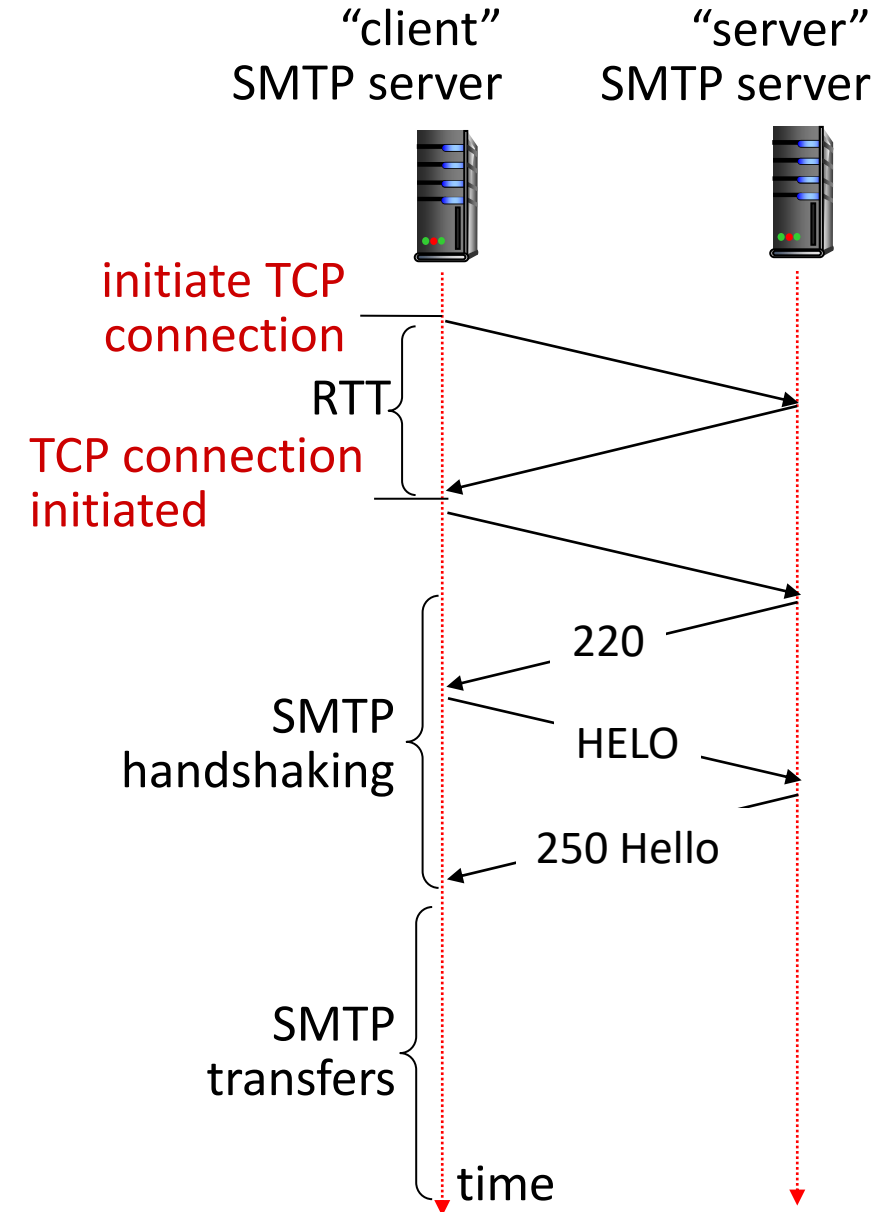 “client”
SMTP server
“server”
SMTP server
initiate TCP
connection
RTT
TCP connection
initiated
220
SMTP
handshaking
HELO
250 Hello
SMTP
transfers
time